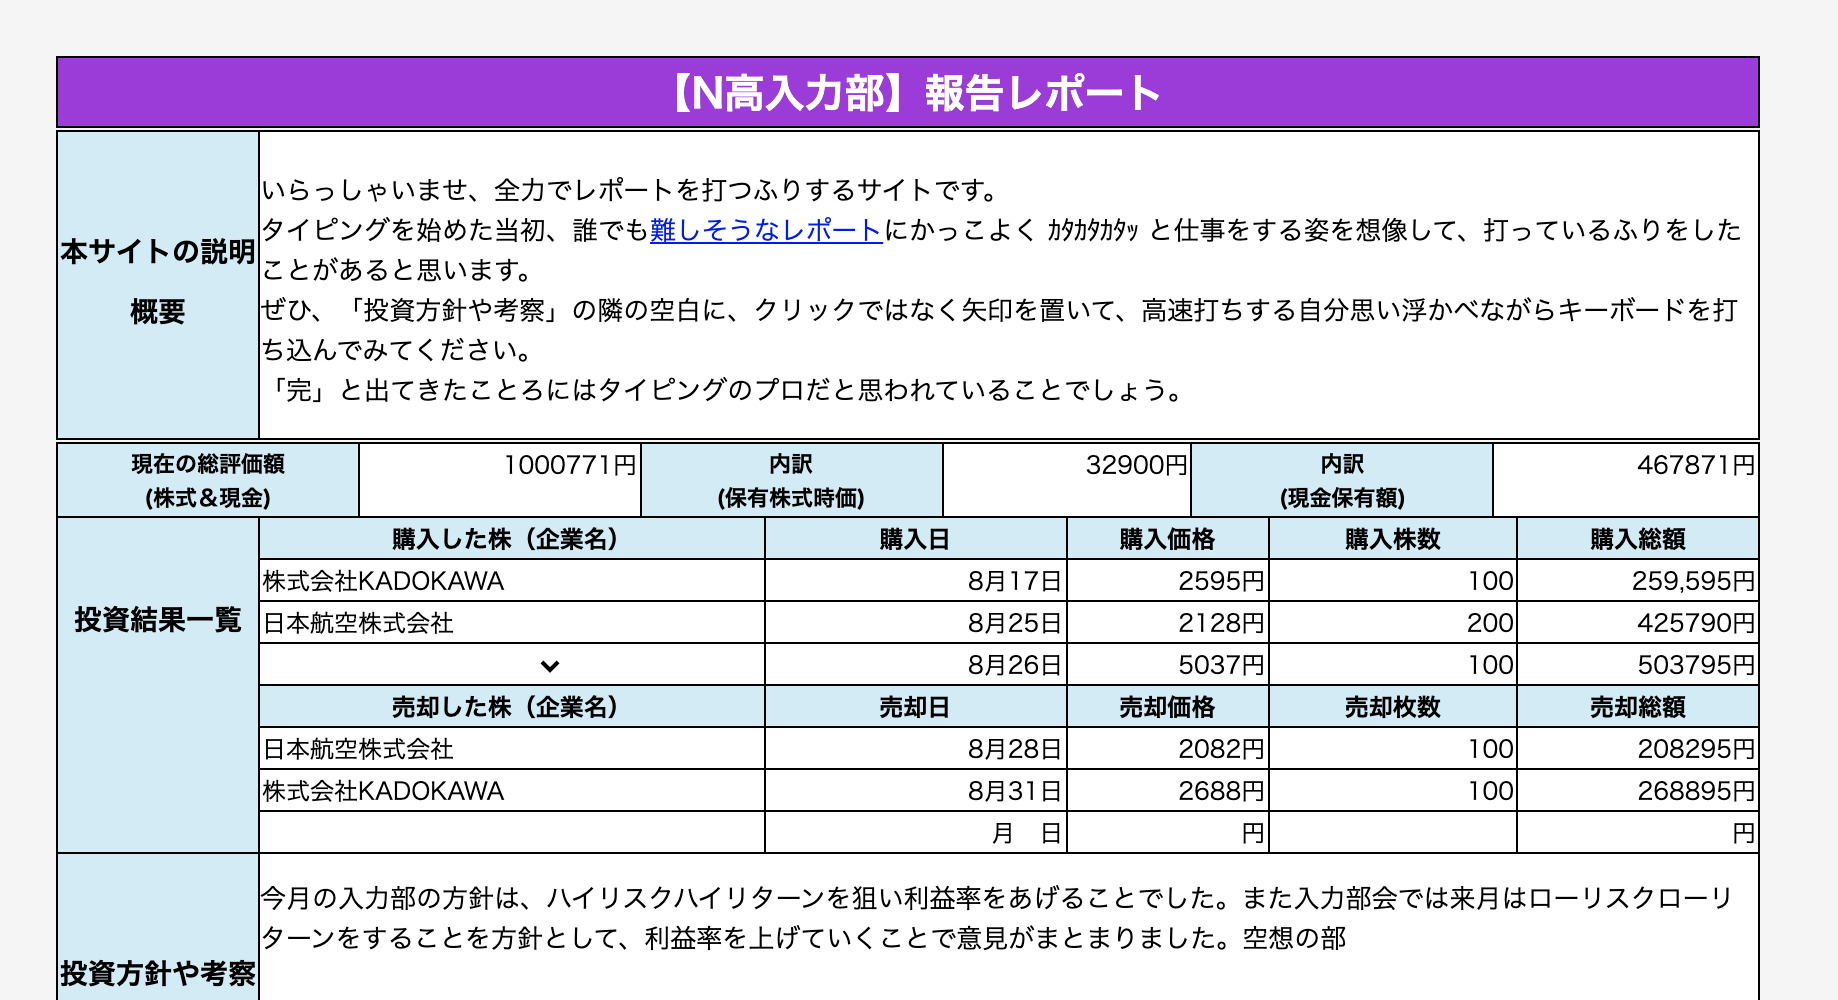 【N高入力部】報告レポート
本サイトの説明
概要
いらっしゃいませ、全力でレポートを打つふりするサイトです。
タイピングを始めた当初、誰でも難しそうなレポートにかっこよく ｶﾀｶﾀｶﾀｯ と仕事をする姿を想像して、打っているふりをした
ことがあると思います。
ぜひ、「投資方針や考察」の隣の空白に、クリックではなく矢印を置いて、高速打ちする自分思い浮かべながらキーボードを打
ち込んでみてください。
「完」と出てきたことろにはタイピングのプロだと思われていることでしょう。
現在の総評価額 1000771円 内訳 32900円 内訳 467871円
(株式＆現金) (保有株式時価) (現金保有額)
投資結果一覧
購入した株（企業名） 購入日 購入価格 購入株数 購入総額
株式会社KADOKAWA 8月17日 2595円 100 259,595円
日本航空株式会社 8月25日 2128円 200 425790円
8月26日 5037円 100 503795円
売却した株（企業名） 売却日 売却価格 売却枚数 売却総額
日本航空株式会社 8月28日 2082円 100 208295円
株式会社KADOKAWA 8月31日 2688円 100 268895円
月　日 円 円
投資方針や考察
今月の入力部の方針は、ハイリスクハイリターンを狙い利益率をあげることでした。また入力部会では来月はローリスクローリ
ターンをすることを方針として、利益率を上げていくことで意見がまとまりました。空想の部